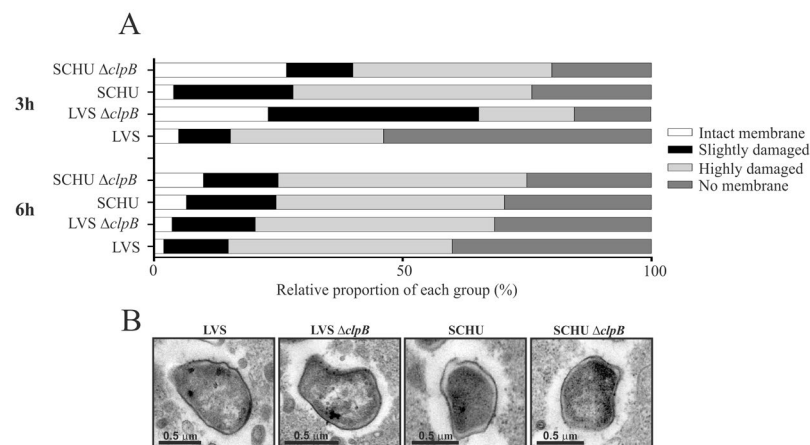 A
SCHU ΔclpB
SCHU
3h
LVS ΔclpB
LVS
SCHU ΔclpB
SCHU
6h
LVS ΔclpB
LVS
0 50 100
Relative proportion of each group (%)
Intact membrane
Slightly damaged
Highly damaged
No membrane
B
LVS LVS ΔclpB SCHU SCHU ΔclpB
0.5 µm 0.5 µm 0.5 µm 0.5 µm